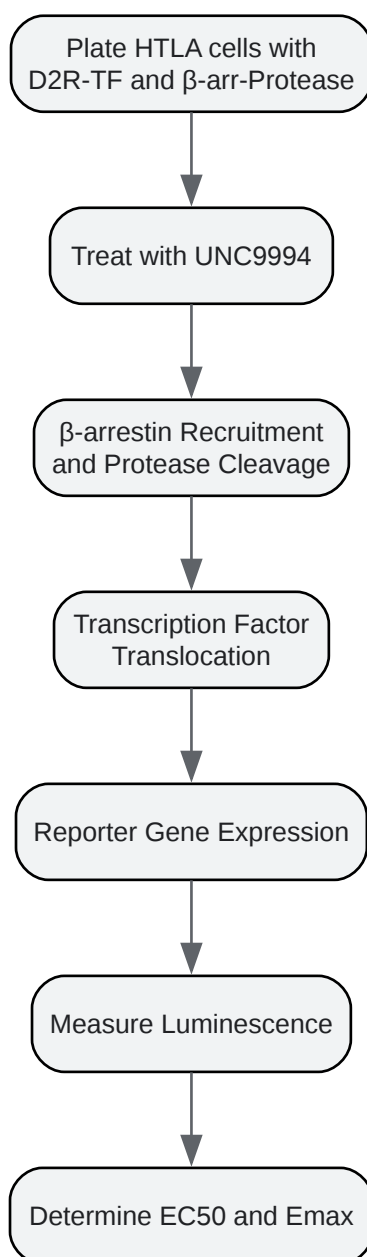 Plate HTLA cells with
D2R-TF and β-arr-Protease
Treat with UNC9994
β-arrestin Recruitment
and Protease Cleavage
Transcription Factor
Translocation
Reporter Gene Expression
Measure Luminescence
Determine EC50 and Emax